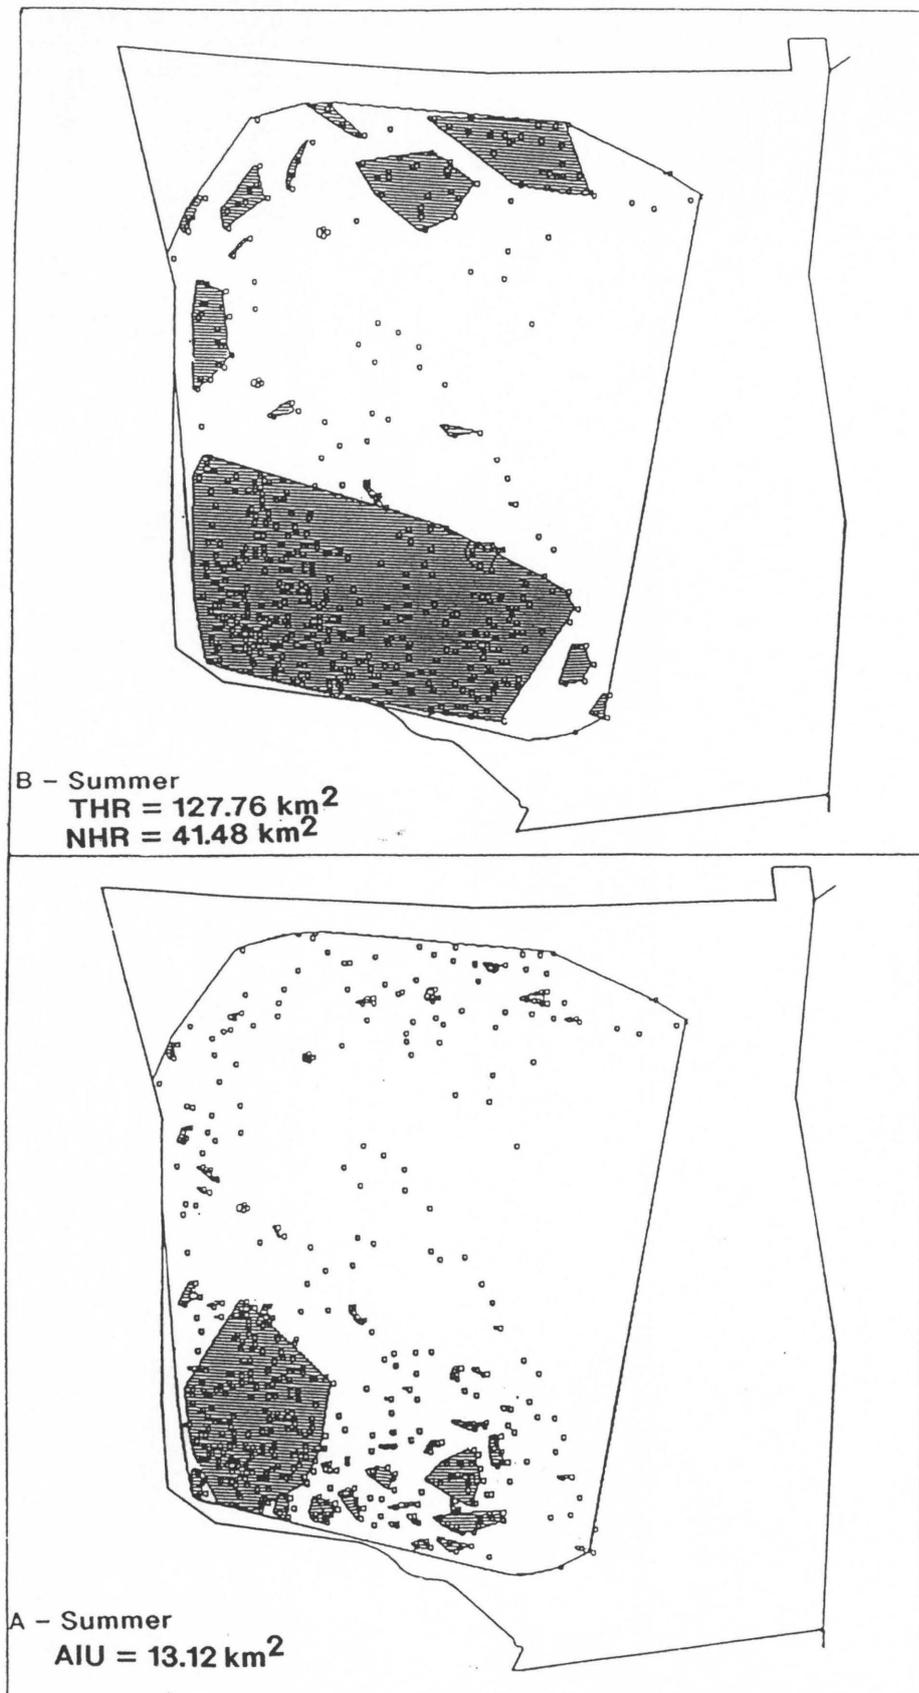 B – Summer
THR = 127.76 km²
NHR = 41.48 km²
A – Summer
AIU = 13.12 km²